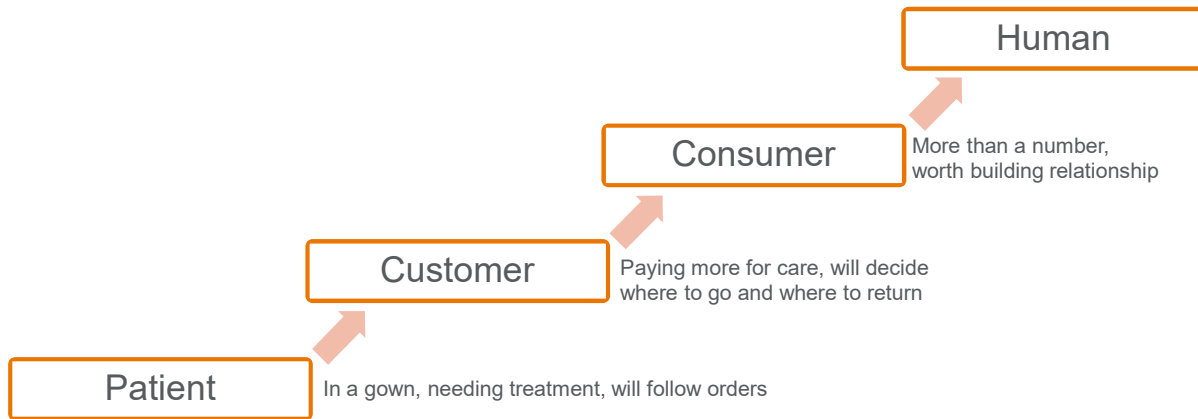 Human
Consumer
More than a number,
worth building relationship
Customer
Paying more for care, will decide
where to go and where to return
Patient
In a gown, needing treatment, will follow orders